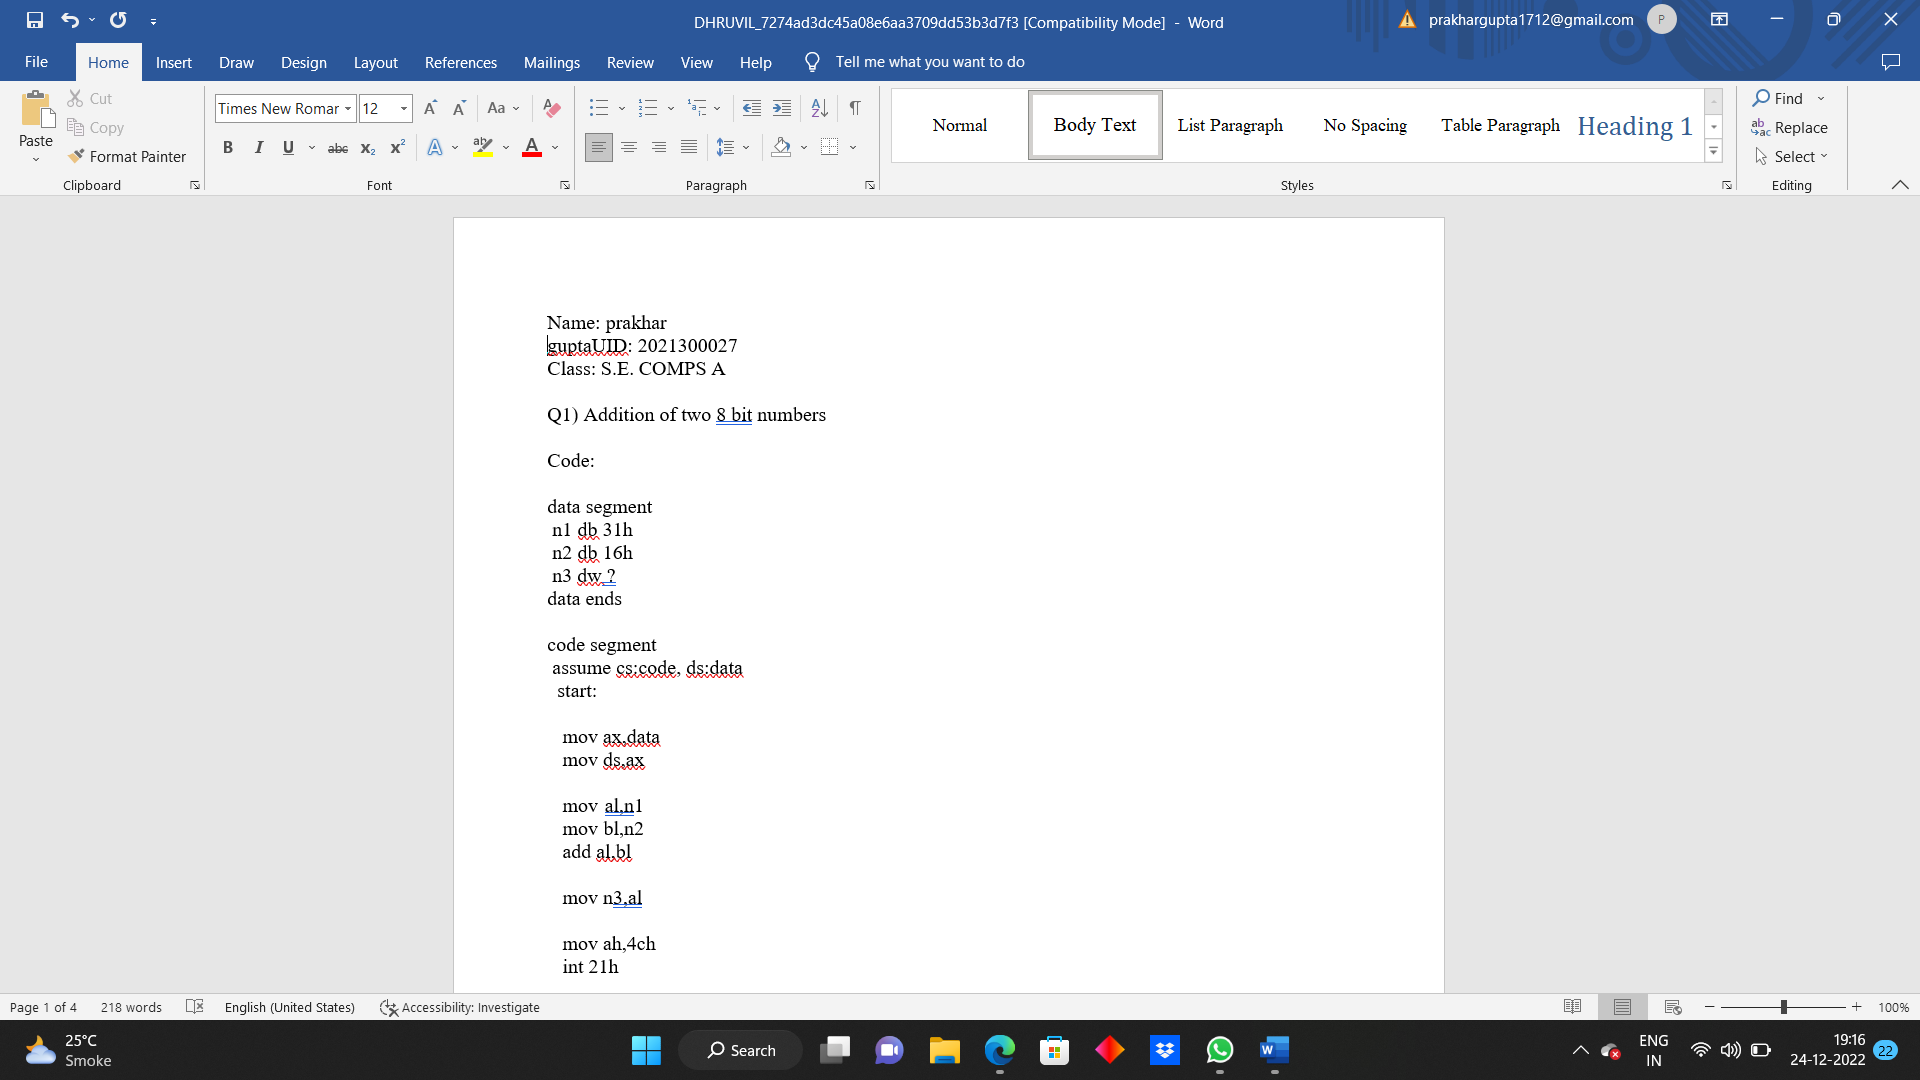 DHRUVIL_7274ad3dc45a08e6aa3709dd53b3d7f3 [Compatibility Mode] - Word
prakhargupta1712@gmail.com
P
File
Home
Insert
Draw
Design
Layout
References
Mailings
Review
View
Help
Tell me what you want to do
Paste
Cut
Copy
Format Painter
Clipboard
Times New Romar
12
Font
Paragraph
Normal
Body Text
List Paragraph
No Spacing
Table Paragraph
Heading 1
Styles
Find
Replace
Select
Editing
Name: prakhar
guptaUID: 2021300027
Class: S.E. COMPS A
Q1) Addition of two 8 bit numbers
Code:
data segment
n1 db 31h
n2 db 16h
n3 dw ?
data ends
code segment
assume cs:code, ds:data
start:
mov ax,data
mov ds,ax
mov al,n1
mov bl,n2
add al,bl
mov n3,al
mov ah,4ch
int 21h
Page 1 of 4
218 words
English (United States)
Accessibility: Investigate
100%
25°C
Smoke
Search
ENG
IN
19:16
24-12-2022
22